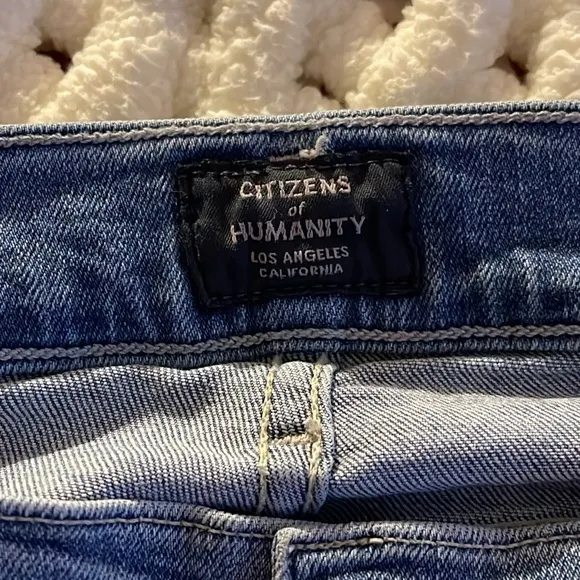 CITIZENS
of
HUMANITY
LOS ANGELES
CALIFORNIA